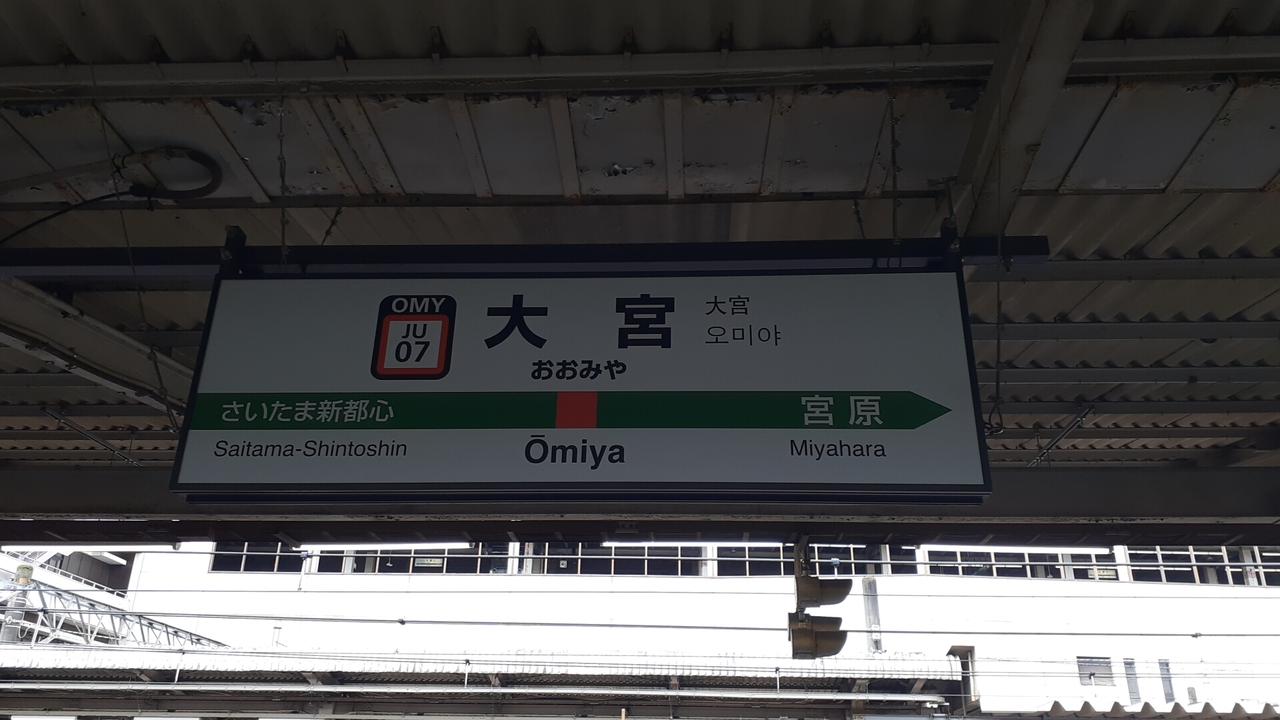 OMY
JU
07
大宮
大宮
오미야
おおみや
さいたま新都心
宮原
Saitama-Shintoshin
Ōmiya
Miyahara